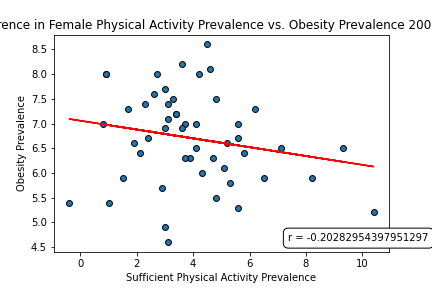 rence in Female Physical Activity Prevalence vs. Obesity Prevalence 200
8.5
8.0
7.5
7.0
6.5
6.0
5.5
5.0
4.5
Obesity Prevalence
r = -0.20282954397951297
0 2 4 6 8 10
Sufficient Physical Activity Prevalence